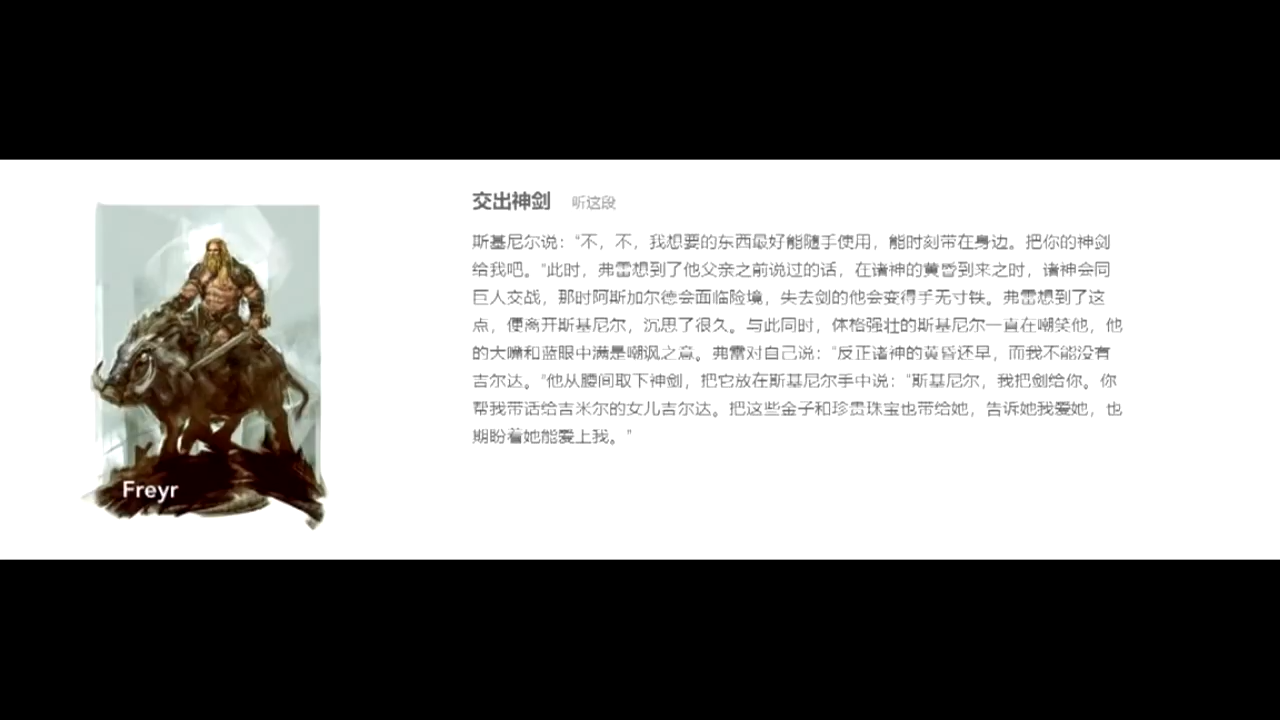 交出神剑 听这段
斯基尼尔说：“不，不，我想要的东西最好能随手使用，能时刻带在身边。把你的神剑
给我吧。”此时，弗雷想到了他父亲之前说过的话，在诸神的黄昏到来之时，诸神会同
巨人交战，那时阿斯加尔德会面临险境，失去剑的他会变得手无寸铁。弗雷想到了这
点，便离开斯基尼尔，沉思了很久。与此同时，体格强壮的斯基尼尔一直在嘲笑他，他
的大嘴和蓝眼中满是嘲讽之意。弗雷对自己说：“反正诸神的黄昏还早，而我不能没有
吉尔达。”他从腰间取下神剑，把它放在斯基尼尔手中说：“斯基尼尔，我把剑给你。你
帮我带话给吉米尔的女儿吉尔达。把这些金子和珍贵珠宝也带给她，告诉她我爱她，也
期盼着她能爱上我。”
Freyr